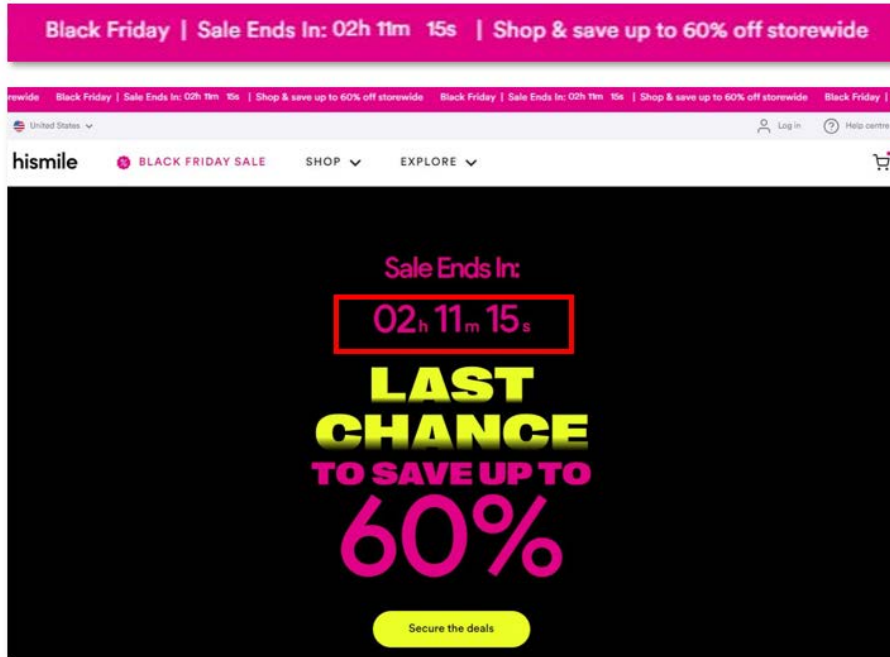 Black Friday | Sale Ends In: 02h 11m 15s | Shop & save up to 60% off storewide
rewide Black Friday | Sale Ends In: 02h 11m 15s | Shop & save up to 60% off storewide Black Friday | Sale Ends In: 02h 11m 15s | Shop & save up to 60% off storewide Black Friday |
United States Log in ? Help centre
hismile % BLACK FRIDAY SALE SHOP EXPLORE
Sale Ends In:
02h 11m 15s
LAST
CHANCE
TO SAVE UP TO
60%
Secure the deals